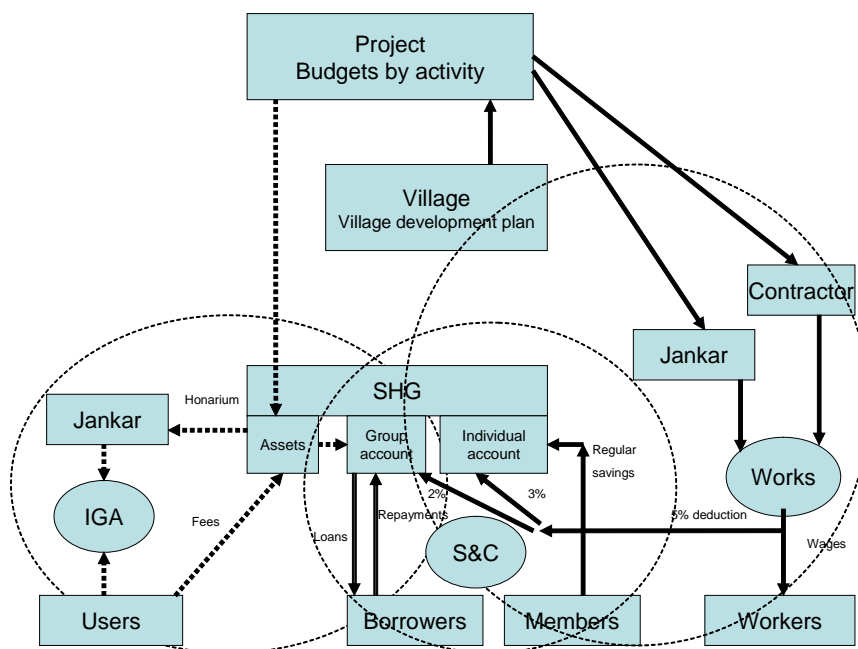 Project
Budgets by activity
Village
Village development plan
Contractor
Jankar
SHG
Honarium
Jankar
Assets
Group
account
Individual
account
Regular
savings
Works
2%
3%
IGA
Fees
Repayments
5% deduction
Loans
S&C
Wages
Users
Borrowers
Members
Workers